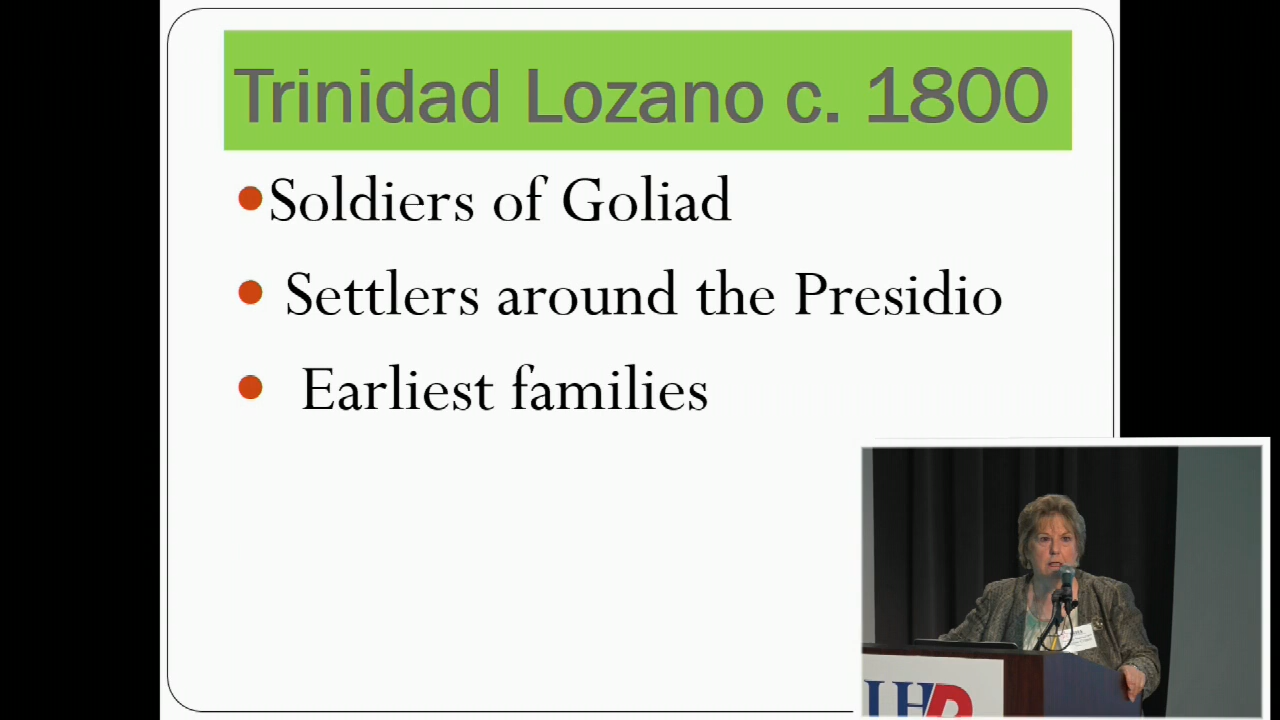 Trinidad Lozano c. 1800
•Soldiers of Goliad
• Settlers around the Presidio
• Earliest families